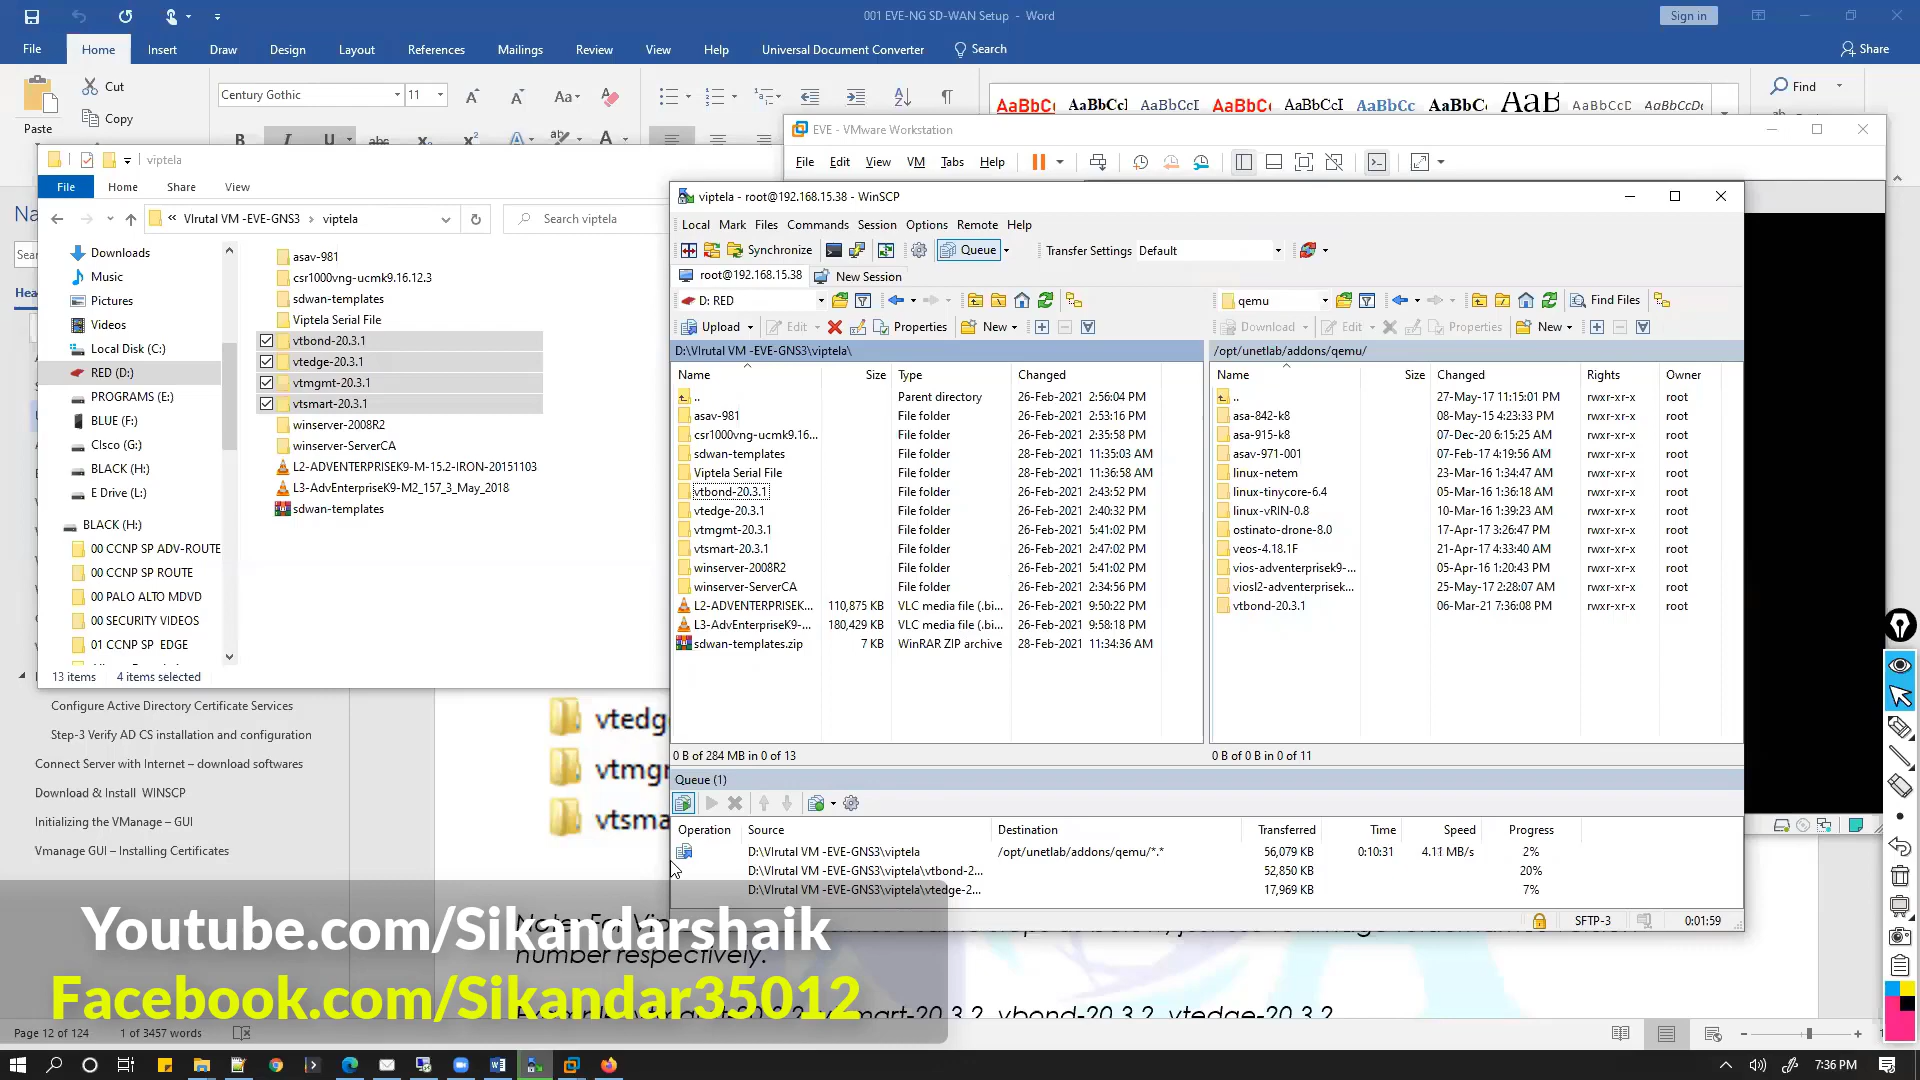 001 EVE-NG SD-WAN Setup - Word
Sign in
File Home Insert Draw Design Layout References Mailings Review View Help Universal Document Converter Search
Share
Cut
Copy
Paste
Century Gothic 11
Find
EVE - VMware Workstation
File Edit View VM Tabs Help
viptela
File Home Share View
VIrutal VM -EVE-GNS3 viptela
Search viptela
Downloads
Music
Pictures
Videos
Local Disk (C:)
RED (D:)
PROGRAMS (E:)
BLUE (F:)
CIsco (G:)
BLACK (H:)
E Drive (L:)
BLACK (H:)
00 CCNP SP ADV-ROUTE
00 CCNP SP ROUTE
00 PALO ALTO MDVD
00 SECURITY VIDEOS
01 CCNP SP EDGE
asav-981
csr1000vng-ucmk9.16.12.3
sdwan-templates
Viptela Serial File
vtbond-20.3.1
vtedge-20.3.1
vtmgmt-20.3.1
vtsmart-20.3.1
winserver-2008R2
winserver-ServerCA
L2-ADVENTERPRISEK9-M-15.2-IRON-20151103
L3-AdvEnterpriseK9-M2_157_3_May_2018
sdwan-templates
13 items 4 items selected
viptela - root@192.168.15.38 - WinSCP
Local Mark Files Commands Session Options Remote Help
Synchronize
Queue
Transfer Settings Default
root@192.168.15.38 New Session
D: RED
qemu
Find Files
Upload Edit Properties New
Download Edit Properties New
D:\VIrutal VM -EVE-GNS3\viptela\
Name Size Type Changed
.. Parent directory 26-Feb-2021 2:56:04 PM
asav-981 File folder 26-Feb-2021 2:53:16 PM
csr1000vng-ucmk9.16... File folder 26-Feb-2021 2:35:58 PM
sdwan-templates File folder 28-Feb-2021 11:35:03 AM
Viptela Serial File File folder 28-Feb-2021 11:36:58 AM
vtbond-20.3.1 File folder 26-Feb-2021 2:43:52 PM
vtedge-20.3.1 File folder 26-Feb-2021 2:40:32 PM
vtmgmt-20.3.1 File folder 26-Feb-2021 5:41:02 PM
vtsmart-20.3.1 File folder 26-Feb-2021 2:47:02 PM
winserver-2008R2 File folder 26-Feb-2021 5:41:02 PM
winserver-ServerCA File folder 26-Feb-2021 2:34:56 PM
L2-ADVENTERPRISEK... 110,875 KB VLC media file (.bi... 26-Feb-2021 9:50:22 PM
L3-AdvEnterpriseK9-... 180,429 KB VLC media file (.bi... 26-Feb-2021 9:58:18 PM
sdwan-templates.zip 7 KB WinRAR ZIP archive 28-Feb-2021 11:34:36 AM
0 B of 284 MB in 0 of 13
/opt/unetlab/addons/qemu/
Name Size Changed Rights Owner
.. 27-May-17 11:15:01 PM rwxr-xr-x root
asa-842-k8 08-May-15 4:23:33 PM rwxr-xr-x root
asa-915-k8 07-Dec-20 6:15:25 AM rwxr-xr-x root
asav-971-001 07-Feb-17 4:19:56 AM rwxr-xr-x root
linux-netem 23-Mar-16 1:34:47 AM rwxr-xr-x root
linux-tinycore-6.4 05-Mar-16 1:36:18 AM rwxr-xr-x root
linux-vRIN-0.8 10-Mar-16 1:39:23 AM rwxr-xr-x root
ostinato-drone-8.0 17-Apr-17 3:26:47 PM rwxr-xr-x root
veos-4.18.1F 21-Apr-17 4:33:40 AM rwxr-xr-x root
vios-adventerprisek9-... 05-Apr-16 1:20:43 PM rwxr-xr-x root
viosl2-adventerprisek... 25-May-17 2:28:07 AM rwxr-xr-x root
vtbond-20.3.1 06-Mar-21 7:36:08 PM rwxr-xr-x root
0 B of 0 B in 0 of 11
Queue (1)
Operation Source Destination Transferred Time Speed Progress
D:\VIrutal VM -EVE-GNS3\viptela /opt/unetlab/addons/qemu/*.* 56,079 KB 0:10:31 4.11 MB/s 2%
D:\VIrutal VM -EVE-GNS3\viptela\vtbond-2... 52,850 KB 20%
D:\VIrutal VM -EVE-GNS3\viptela\vtedge-2... 17,969 KB 7%
SFTP-3 0:01:59
Configure Active Directory Certificate Services
Step-3 Verify AD CS installation and configuration
Connect Server with Internet – download softwares
Download & Install WINSCP
Initializing the VManage – GUI
Vmanage GUI – Installing Certificates
number respectively.
Youtube.com/Sikandarshaik
Facebook.com/Sikandar35012
Page 12 of 124 1 of 3457 words
7:36 PM